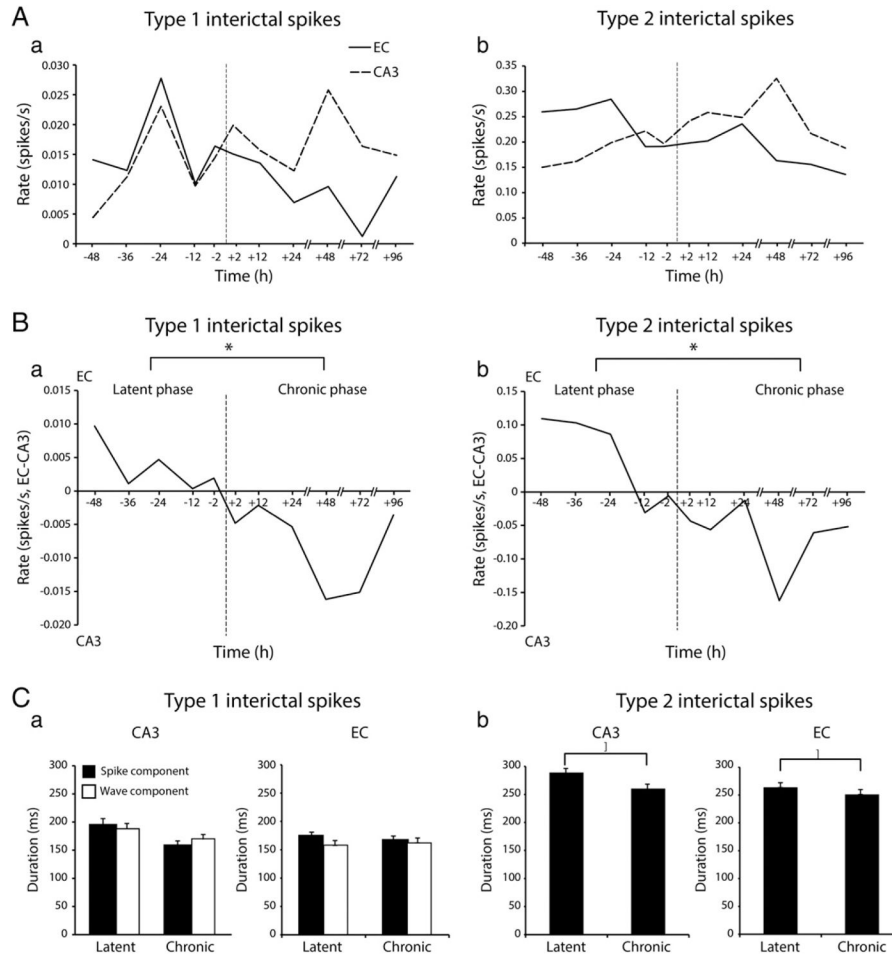 A
Type 1 interictal spikes
a
EC
CA3
0.030
0.025
0.020
0.015
0.010
0.005
0
Rate (spikes/s)
-48 -36 -24 -12 -2 +2 +12 +24 +48 +72 +96
Time (h)
Type 2 interictal spikes
b
0.35
0.30
0.25
0.20
0.15
0.10
0.05
0
Rate (spikes/s)
-48 -36 -24 -12 -2 +2 +12 +24 +48 +72 +96
Time (h)
B
Type 1 interictal spikes
*
a
EC
Latent phase
Chronic phase
0.015
0.010
0.005
0
-0.005
-0.010
-0.015
-0.020
Rate (spikes/s, EC-CA3)
-48 -36 -24 -12 -2 +2 +12 +24 +48 +72 +96
CA3
Time (h)
Type 2 interictal spikes
*
b
EC
Latent phase
Chronic phase
0.15
0.10
0.05
0
-0.05
-0.10
-0.15
-0.20
Rate (spikes/s, EC-CA3)
-48 -36 -24 -12 -2 +2 +12 +24 +48 +72 +96
CA3
Time (h)
C
Type 1 interictal spikes
a
CA3
300
250
200
150
100
50
0
Duration (ms)
Spike component
Wave component
Latent Chronic
EC
300
250
200
150
100
50
0
Duration (ms)
Latent Chronic
Type 2 interictal spikes
b
CA3
300
250
200
150
100
50
0
Duration (ms)
Latent Chronic
EC
300
250
200
150
100
50
0
Duration (ms)
Latent Chronic